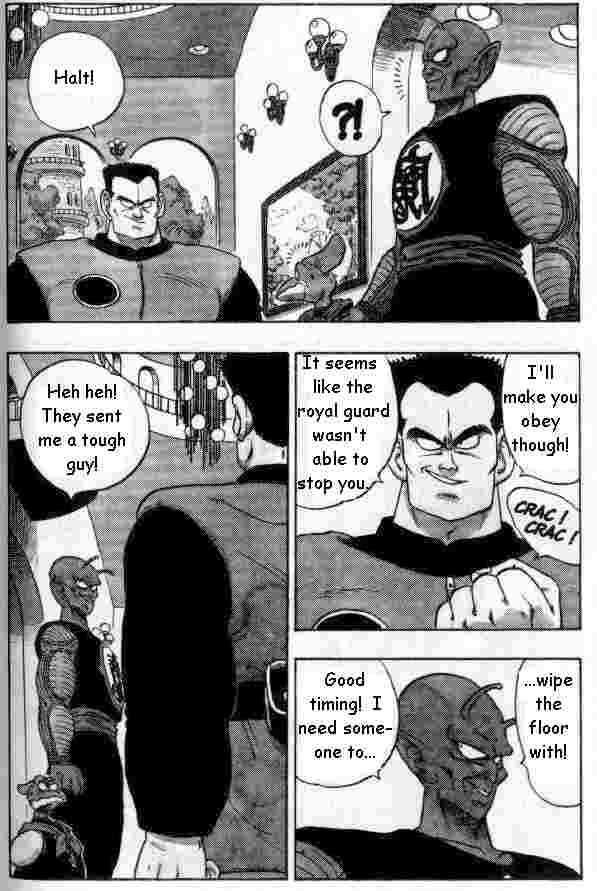 Halt!
?!
Heh heh!
They sent
me a tough
guy!
It seems
like the
royal guard
wasn't
able to
stop you.
I'll
make you
obey
though!
CRAC!
CRAC!
Good
timing! I
need some-
one to...
...wipe
the
floor
with!